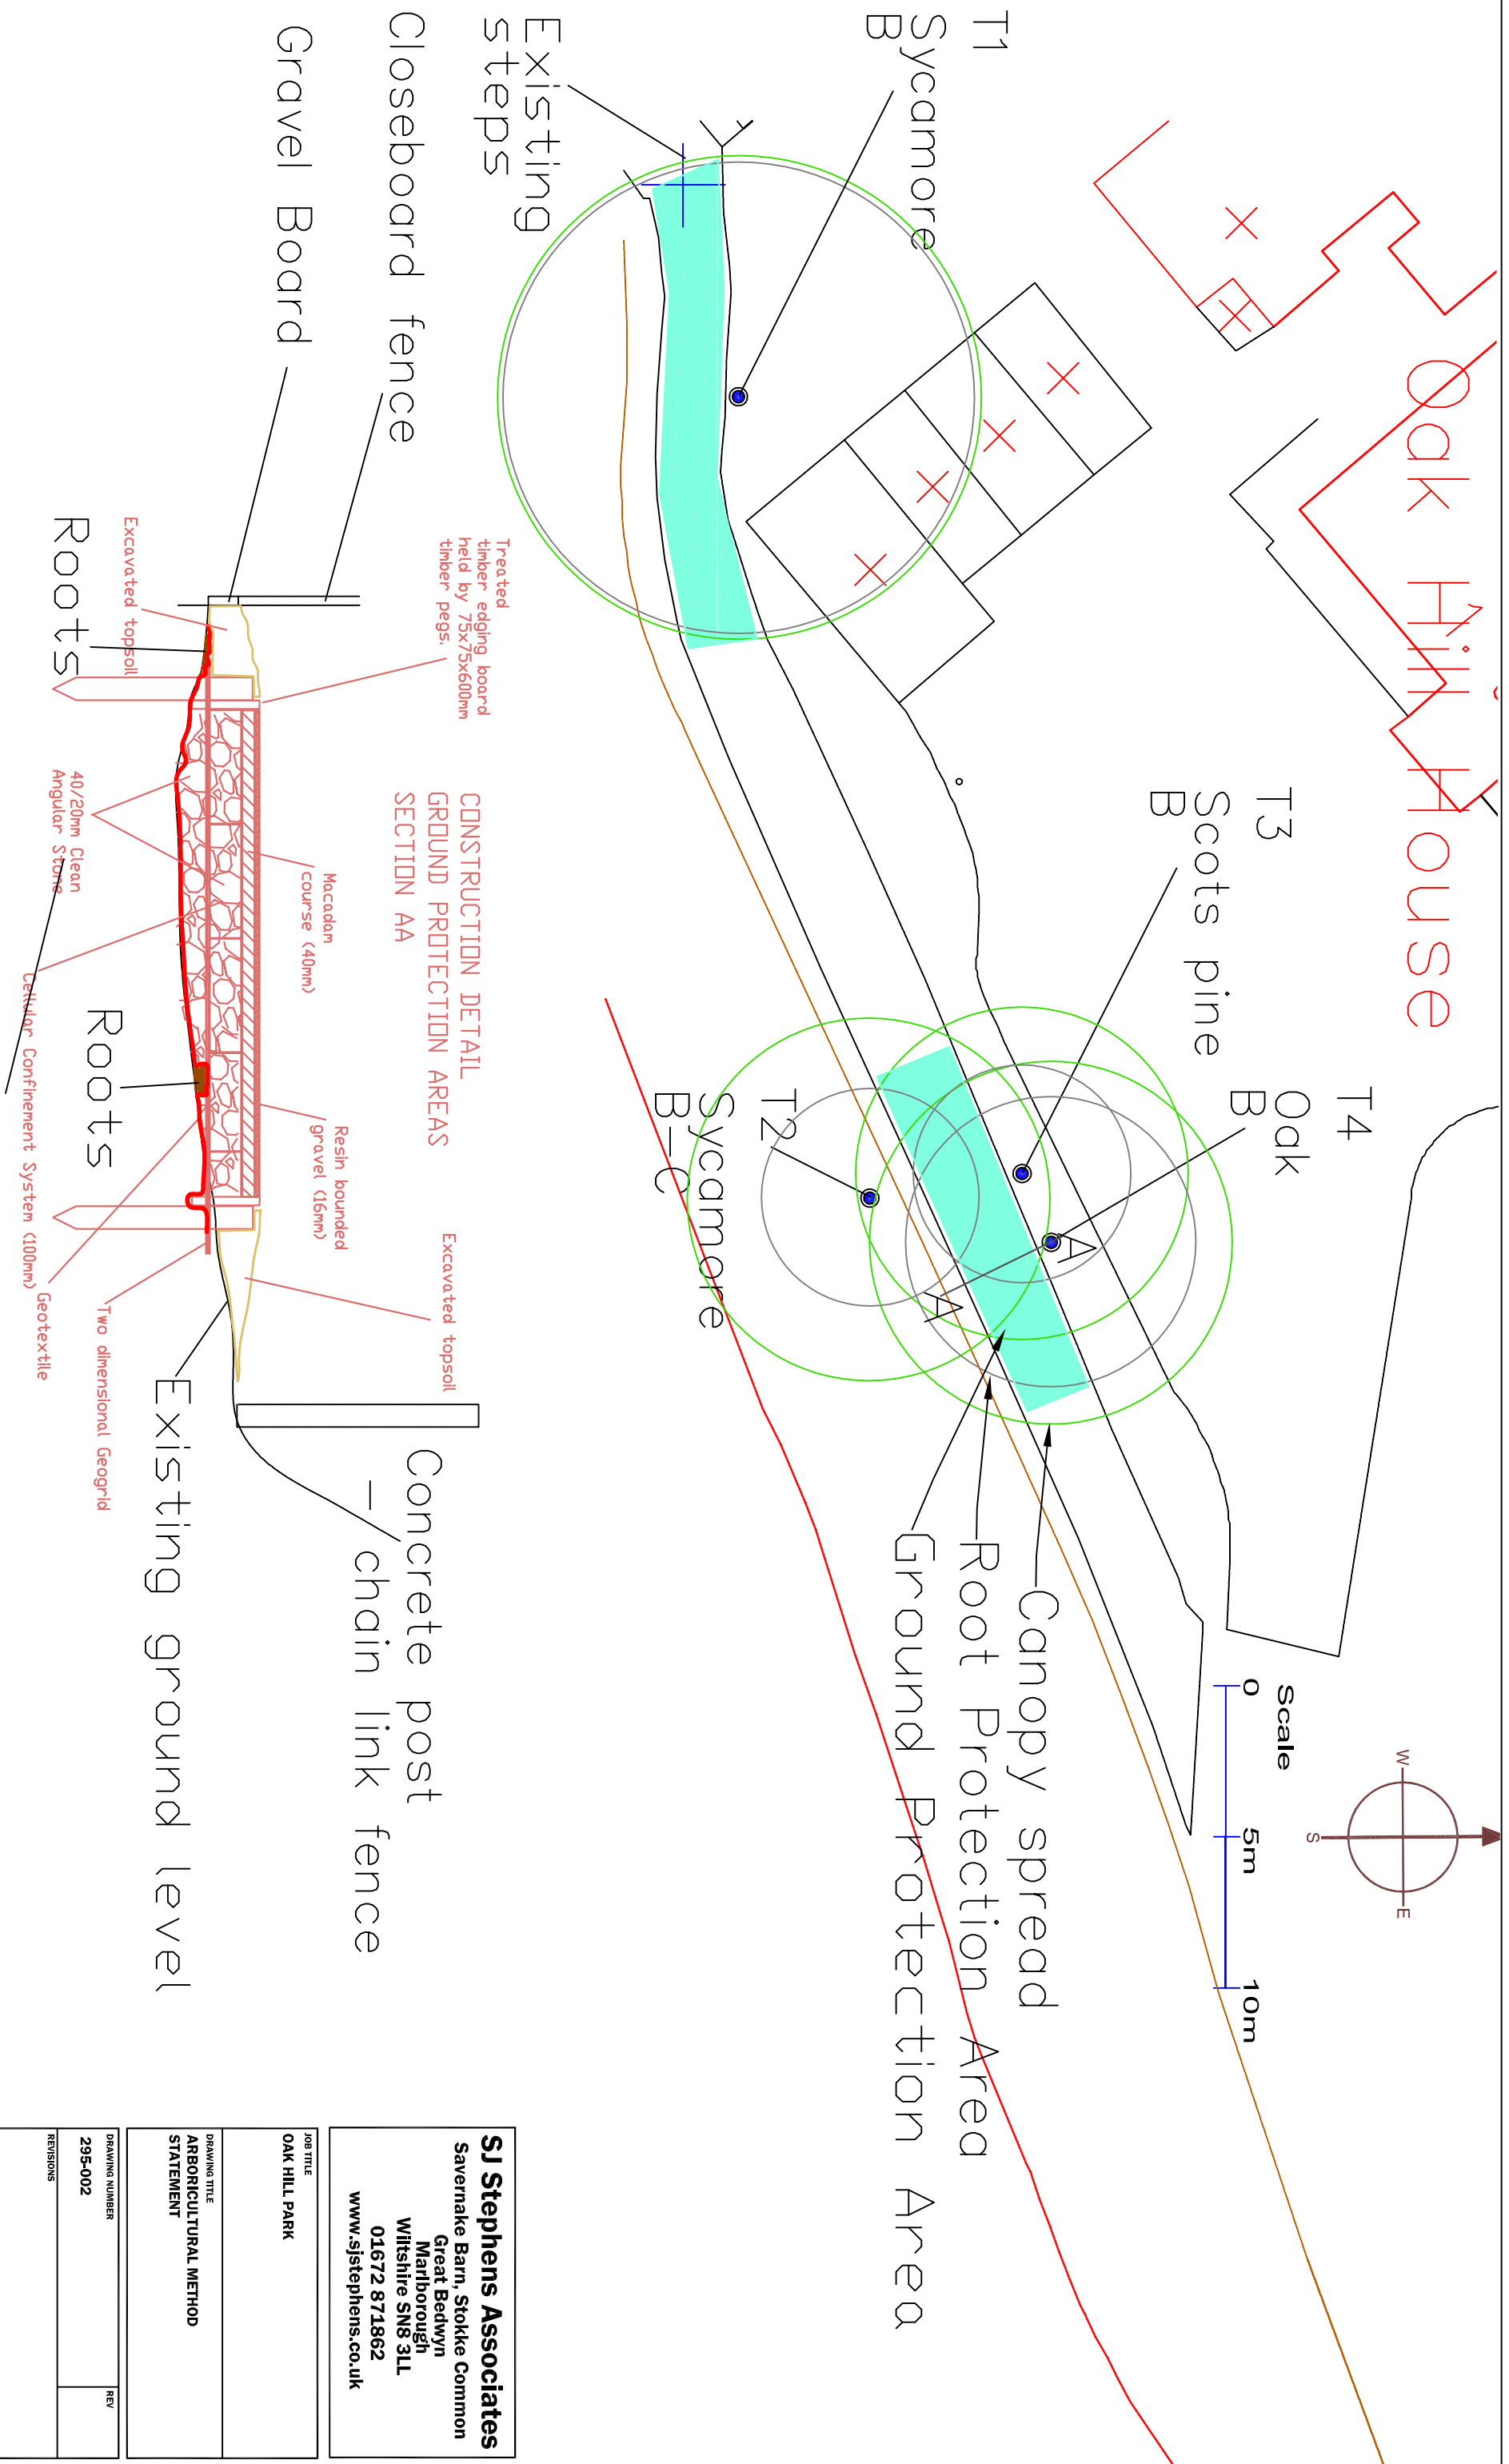 Oak Hill House
T1
Sycamore
B
Existing
steps
T3
Scots pine
B
T4
Oak
B
T2
Sycamore
B-C
A
A
Canopy spread
Root Protection Area
Ground Protection Area
Scale
0
5m
10m
W
E
S
Closeboard fence
Gravel Board
Treated
timber edging board
held by 75x75x600mm
timber pegs.
CONSTRUCTION DETAIL
GROUND PROTECTION AREAS
SECTION AA
Excavated topsoil
Roots
Macadam
course (40mm)
40/20mm Clean
Angular Stone
Roots
Resin bounded
gravel (16mm)
Excavated topsoil
Cellular Confinement System (100mm)
Geotextile
Two dimensional Geogrid
Concrete post
- chain link fence
Existing ground level
SJ Stephens Associates
Savernake Barn, Stokke Common
Great Bedwyn
Marlborough
Wiltshire SN8 3LL
01672 871862
www.sjstephens.co.uk
JOB TITLE
OAK HILL PARK
DRAWING TITLE
ARBORICULTURAL METHOD
STATEMENT
DRAWING NUMBER
REV
295-002
REVISIONS